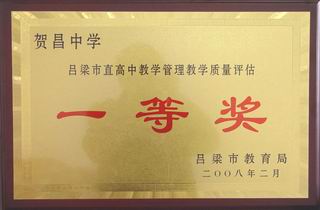 贺昌中学
吕梁市直高中教学管理教学质量评估
一等奖
吕梁市教育局
二〇〇八年二月